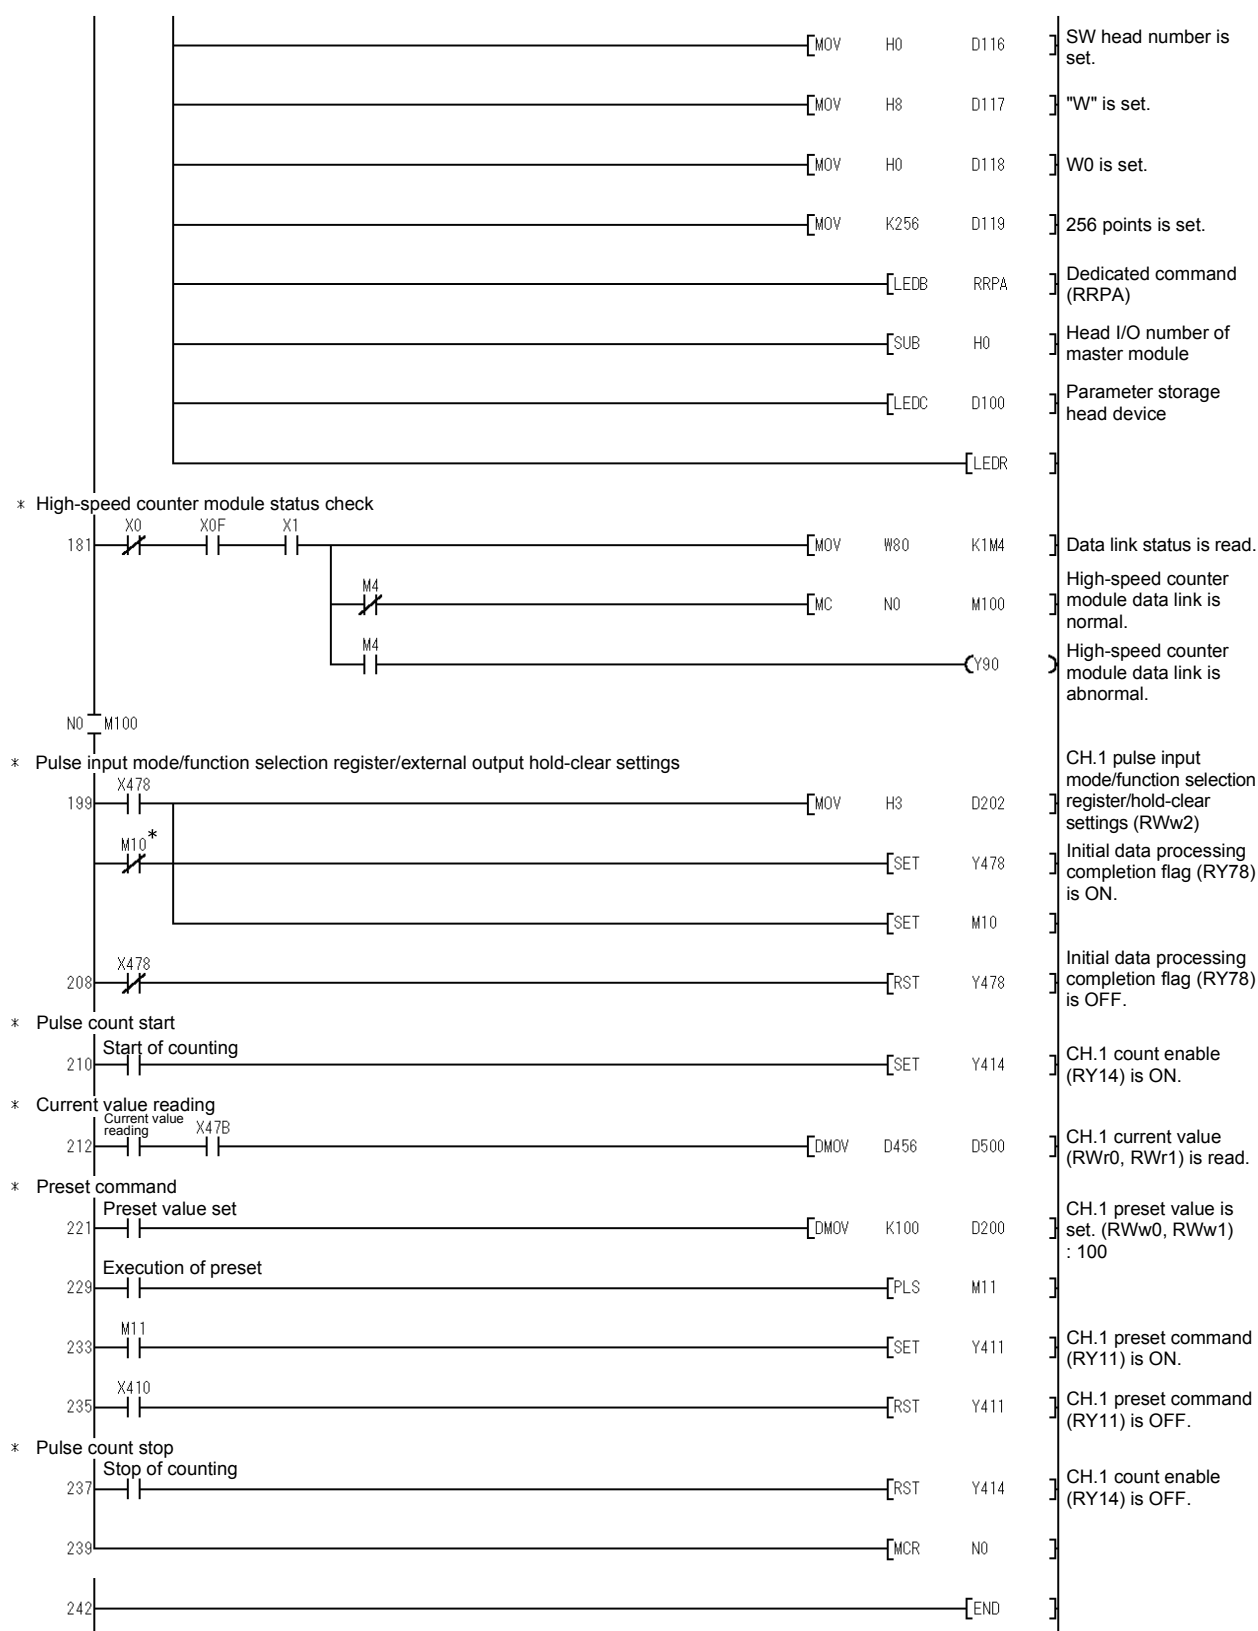 MOV H0 D116 SW head number is
set.
MOV H8 D117 "W" is set.
MOV H0 D118 W0 is set.
MOV K256 D119 256 points is set.
LEDB RRPA Dedicated command
(RRPA)
SUB H0 Head I/O number of
master module
LEDC D100 Parameter storage
head device
LEDR
* High-speed counter module status check
X0 X0F X1
181 MOV W80 K1M4 Data link status is read.
M4
MC N0 M100 High-speed counter
module data link is
normal.
M4
Y90 High-speed counter
module data link is
abnormal.
N0 M100
* Pulse input mode/function selection register/external output hold-clear settings
X478
199 MOV H3 D202 CH.1 pulse input
mode/function selection
register/hold-clear
settings (RWw2)
M10 *
SET Y478 Initial data processing
completion flag (RY78)
is ON.
SET M10
X478
208 RST Y478 Initial data processing
completion flag (RY78)
is OFF.
* Pulse count start
Start of counting
210 SET Y414 CH.1 count enable
(RY14) is ON.
* Current value reading
Current value
reading X47B
212 DMOV D456 D500 CH.1 current value
(RWr0, RWr1) is read.
* Preset command
Preset value set
221 DMOV K100 D200 CH.1 preset value is
set. (RWw0, RWw1)
: 100
Execution of preset
229 PLS M11
M11
233 SET Y411 CH.1 preset command
(RY11) is ON.
X410
235 RST Y411 CH.1 preset command
(RY11) is OFF.
* Pulse count stop
Stop of counting
237 RST Y414 CH.1 count enable
(RY14) is OFF.
239 MCR N0
242 END